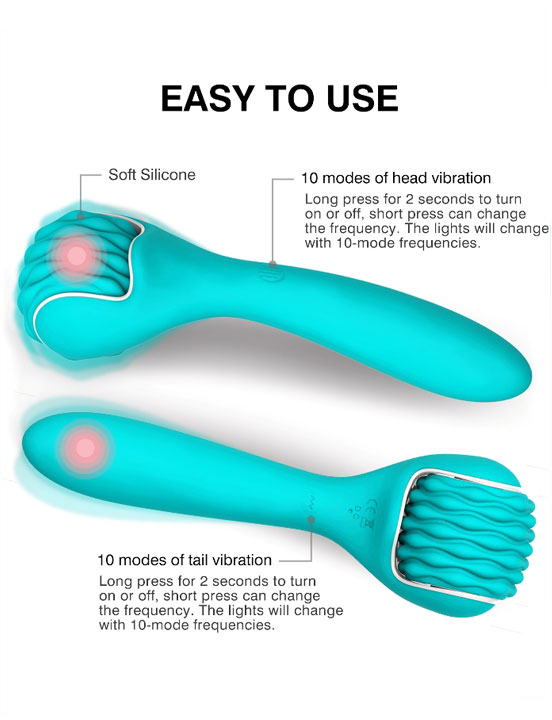 EASY TO USE
Soft Silicone
10 modes of head vibration
Long press for 2 seconds to turn
on or off, short press can change
the frequency. The lights will change
with 10-mode frequencies.
10 modes of tail vibration
Long press for 2 seconds to turn
on or off, short press can change
the frequency. The lights will change
with 10-mode frequencies.